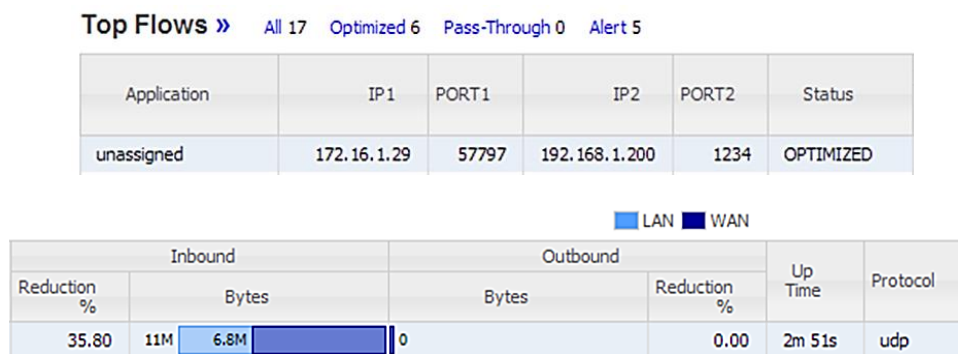 Top Flows » All 17 Optimized 6 Pass-Through 0 Alert 5
Application IP1 PORT1 IP2 PORT2 Status
unassigned 172.16.1.29 57797 192.168.1.200 1234 OPTIMIZED
LAN WAN
Inbound Outbound Up Time Protocol
Reduction % Bytes Bytes Reduction %
35.80 11M 6.8M 0 0.00 2m 51s udp